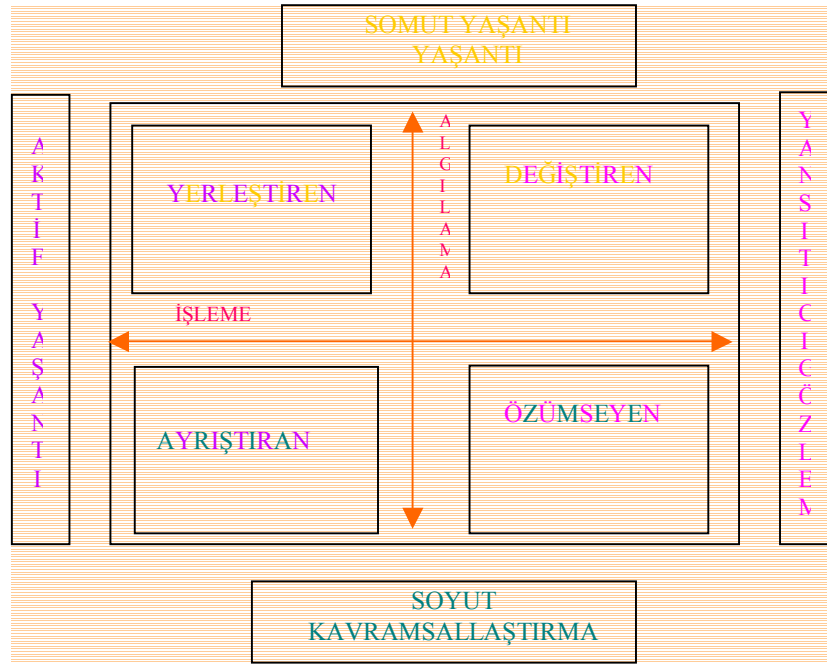 SOMUT YAŞANTI
YAŞANTI
AKTİF YAŞANTI
YERLEŞTİREN
ALGILAMA
DEĞİŞTİREN
YANSITICI GÖZLEM
İŞLEME
AYRIŞTIRAN
ÖZÜMSEYEN
SOYUT
KAVRAMSALLAŞTIRMA